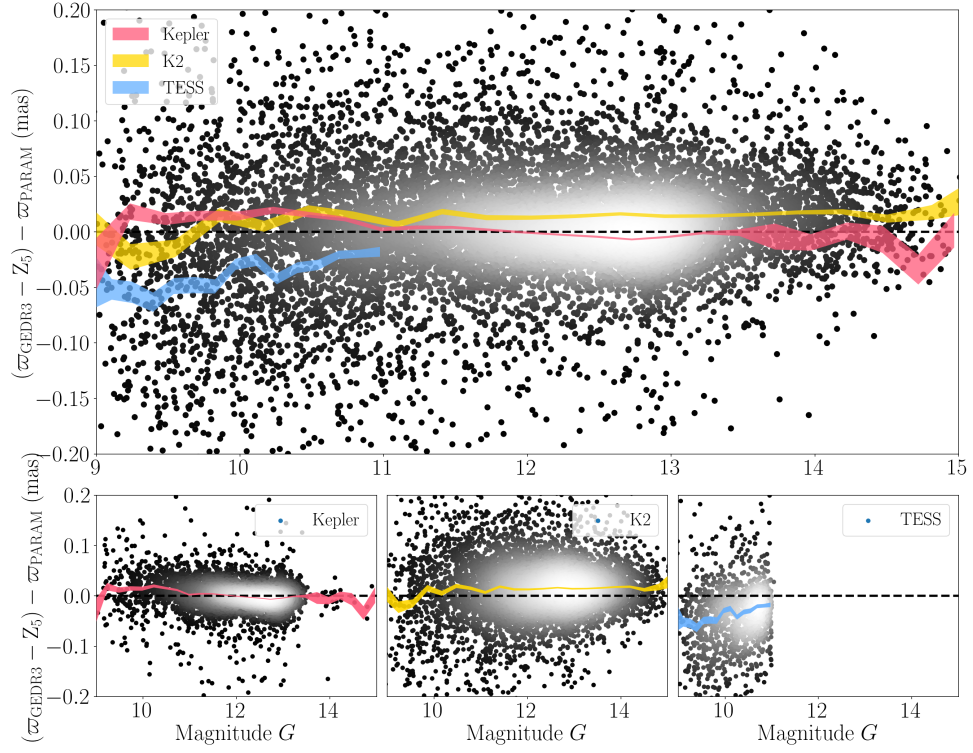 0.20
0.15
0.10
0.05
0.00
−0.05
−0.10
−0.15
−0.20
(ϖGEDR3 − Z5) − ϖPARAM (mas)
Kepler
K2
TESS
9 10 11 12 13 14 15
0.2
0.1
0.0
−0.1
−0.2
(ϖGEDR3 − Z5) − ϖPARAM (mas)
Kepler
K2
TESS
10 12 14
10 12 14
10 12 14
Magnitude G
Magnitude G
Magnitude G